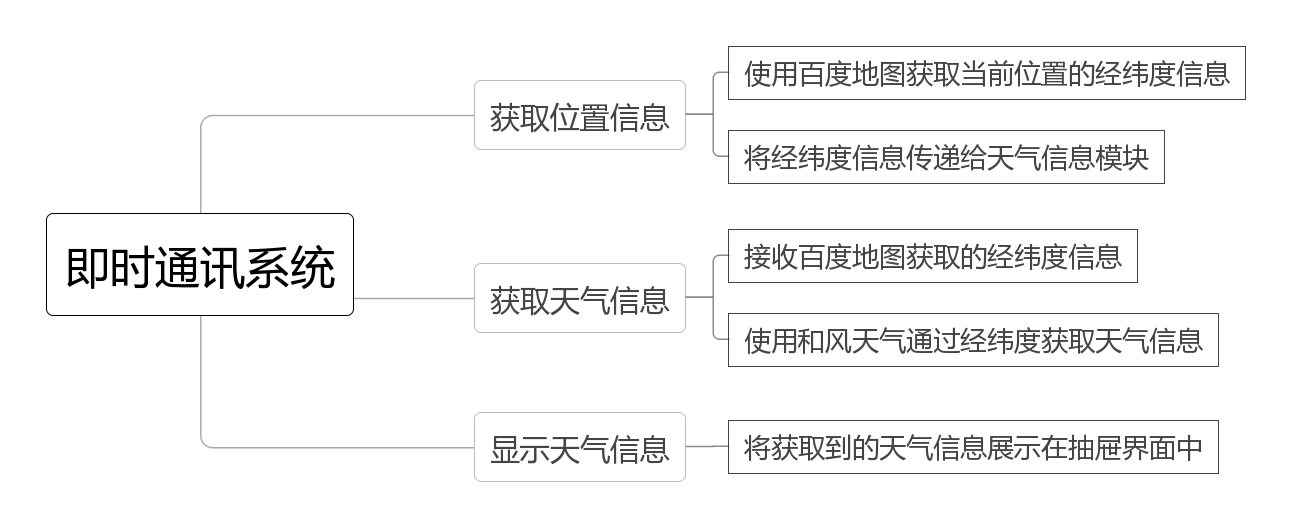 即时通讯系统
获取位置信息
使用百度地图获取当前位置的经纬度信息
将经纬度信息传递给天气信息模块
获取天气信息
接收百度地图获取的经纬度信息
使用和风天气通过经纬度获取天气信息
显示天气信息
将获取到的天气信息展示在抽屉界面中